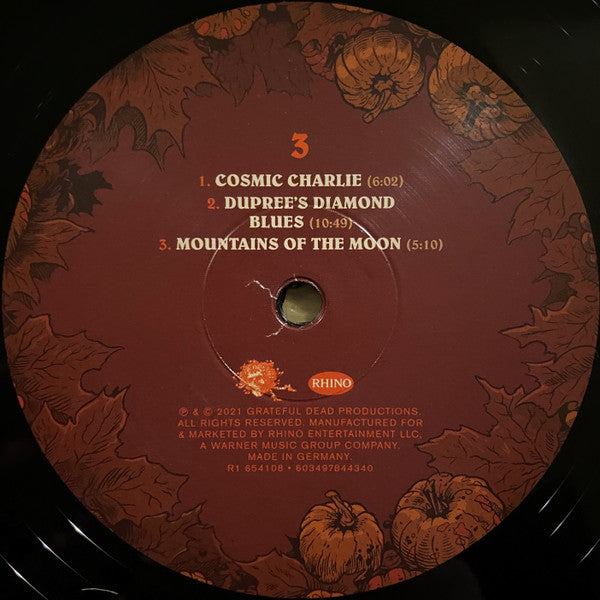 3
1. COSMIC CHARLIE (6:02)
2. DUPREE'S DIAMOND
BLUES (10:49)
3. MOUNTAINS OF THE MOON (5:10)
RHINO
℗ & © 2021 GRATEFUL DEAD PRODUCTIONS.
ALL RIGHTS RESERVED. MANUFACTURED FOR
& MARKETED BY RHINO ENTERTAINMENT LLC.
A WARNER MUSIC GROUP COMPANY.
MADE IN GERMANY.
R1 654108 • 603497844340